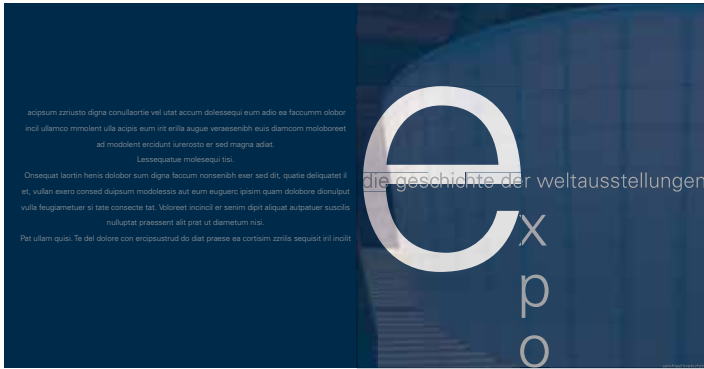 acipsum zzriusto digna conullaortie vel utat accum dolessequi eum adio ea faccumm olobor
incil ullamco mmolent ulla acipis eum irit erilla augue veraesenibh euis diamcom moloboreet
ad modolent ercidunt iurerosto er sed magna adiat.
Lessequatue molesequi tisi.
Onsequat laortin henis dolobor sum digna faccum nonsenibh exer sed dit, quatie deliquatet il
et, vullan exero consed duipsum modolessis aut eum euguerc ipisim quam dolobore dionulput
vulla feugiametuer si tate consecte tat. Voloreet incincil er senim dipit aliquat autpatuer suscilis
nulluptat praessent alit prat ut diametum nisi.
Pat ullam quisi. Te del dolore con ercipsustrud do diat praese ea cortisim zzrilis sequisit iril incilit
e
die geschichte der weltausstellungen
x
p
o